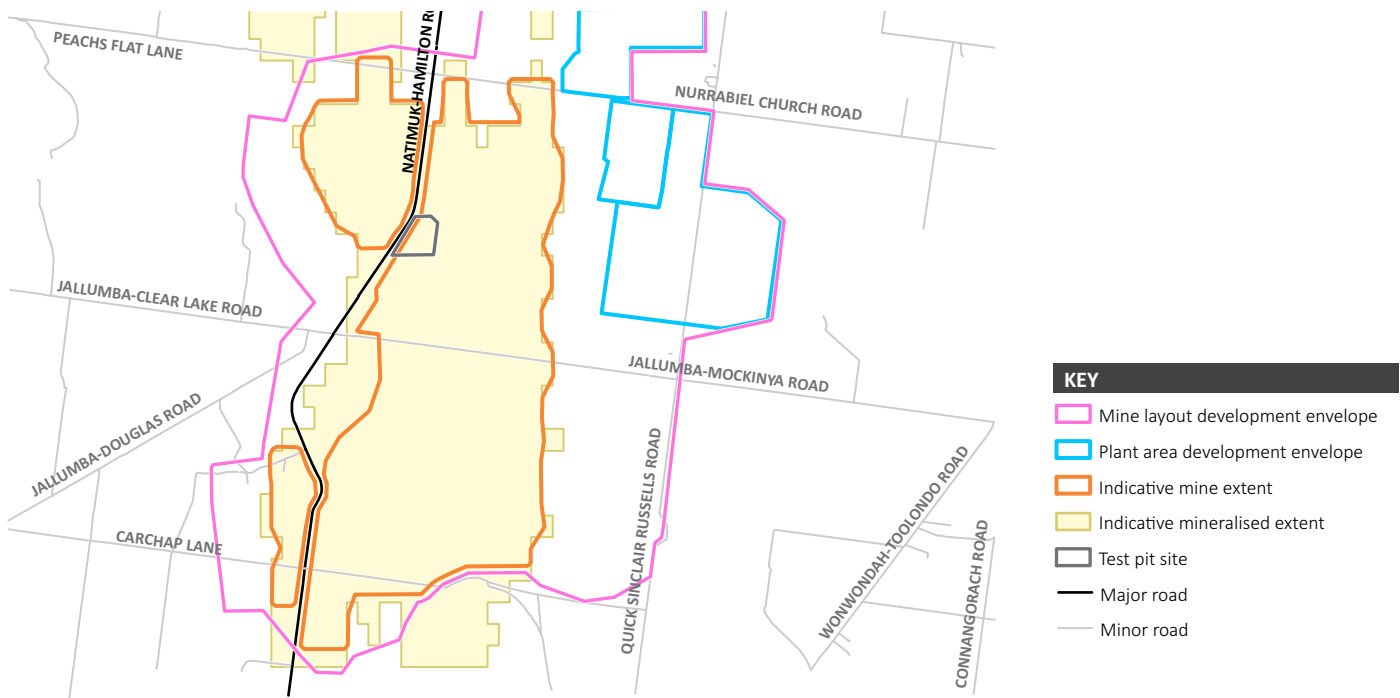 PEACHS FLAT LANE
NATIMUK-HAMILTON R
NURRABIEL CHURCH ROAD
JALLUMBA-CLEAR LAKE ROAD
JALLUMBA-MOCKINYA ROAD
JALLUMBA-DOUGLAS ROAD
CARCHAP LANE
QUICK SINCLAIR RUSSELLS ROAD
WONWONDAH-TOOLONDO ROAD
CONNANGORACH ROAD
KEY
Mine layout development envelope
Plant area development envelope
Indicative mine extent
Indicative mineralised extent
Test pit site
Major road
Minor road